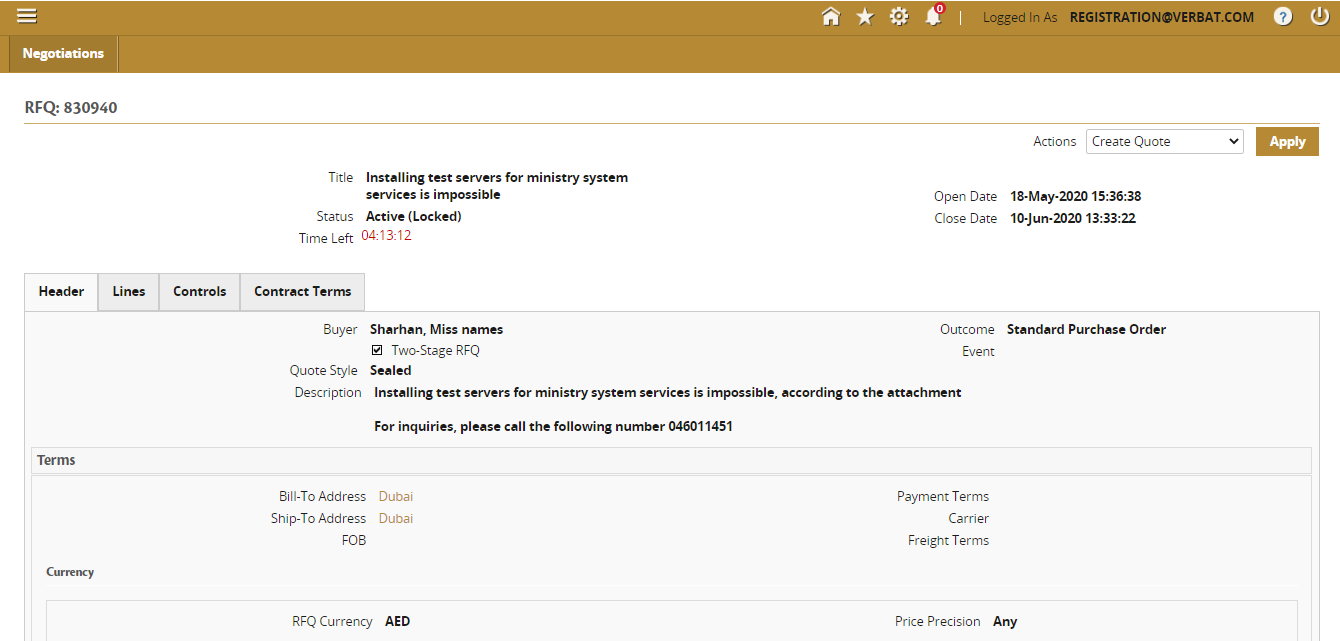 0
Logged In As REGISTRATION@VERBAT.COM ?
Negotiations
RFQ: 830940
Actions Create Quote Apply
Title Installing test servers for ministry system
services is impossible
Open Date 18-May-2020 15:36:38
Status Active (Locked)
Close Date 10-Jun-2020 13:33:22
Time Left 04:13:12
Header Lines Controls Contract Terms
Buyer Sharhan, Miss names
Outcome Standard Purchase Order
Two-Stage RFQ
Event
Quote Style Sealed
Description Installing test servers for ministry system services is impossible, according to the attachment
For inquiries, please call the following number 046011451
Terms
Bill-To Address Dubai
Payment Terms
Ship-To Address Dubai
Carrier
FOB
Freight Terms
Currency
RFQ Currency AED
Price Precision Any